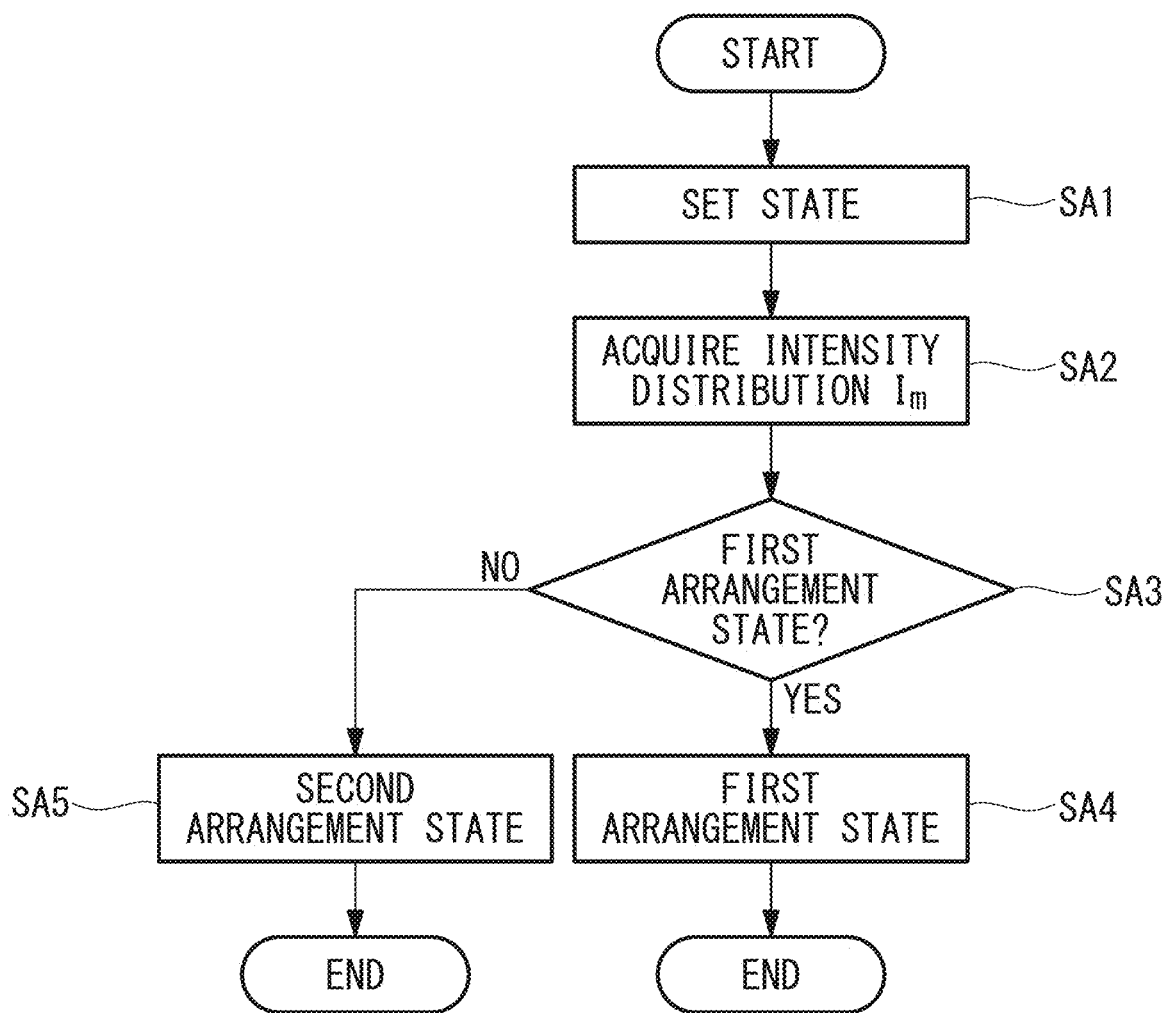 START
SET STATE
SA1
ACQUIRE INTENSITY
DISTRIBUTION Im
SA2
FIRST
ARRANGEMENT
STATE?
SA3
NO
YES
SECOND
ARRANGEMENT STATE
SA5
FIRST
ARRANGEMENT STATE
SA4
END
END